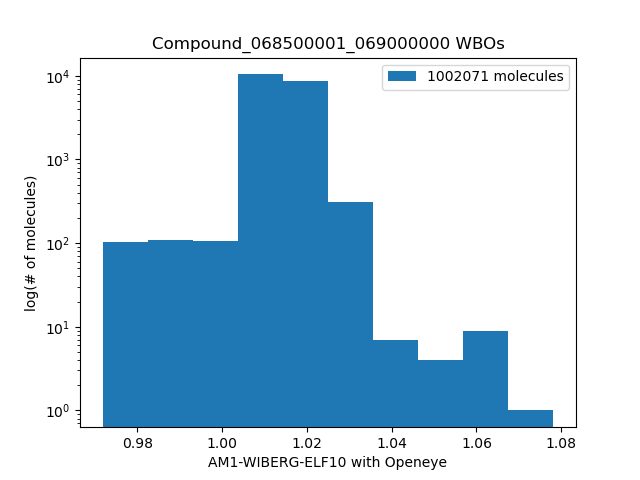 Compound_068500001_069000000 WBOs
1002071 molecules
log(# of molecules)
10⁴
10³
10²
10¹
10⁰
0.98 1.00 1.02 1.04 1.06 1.08
AM1-WIBERG-ELF10 with Openeye